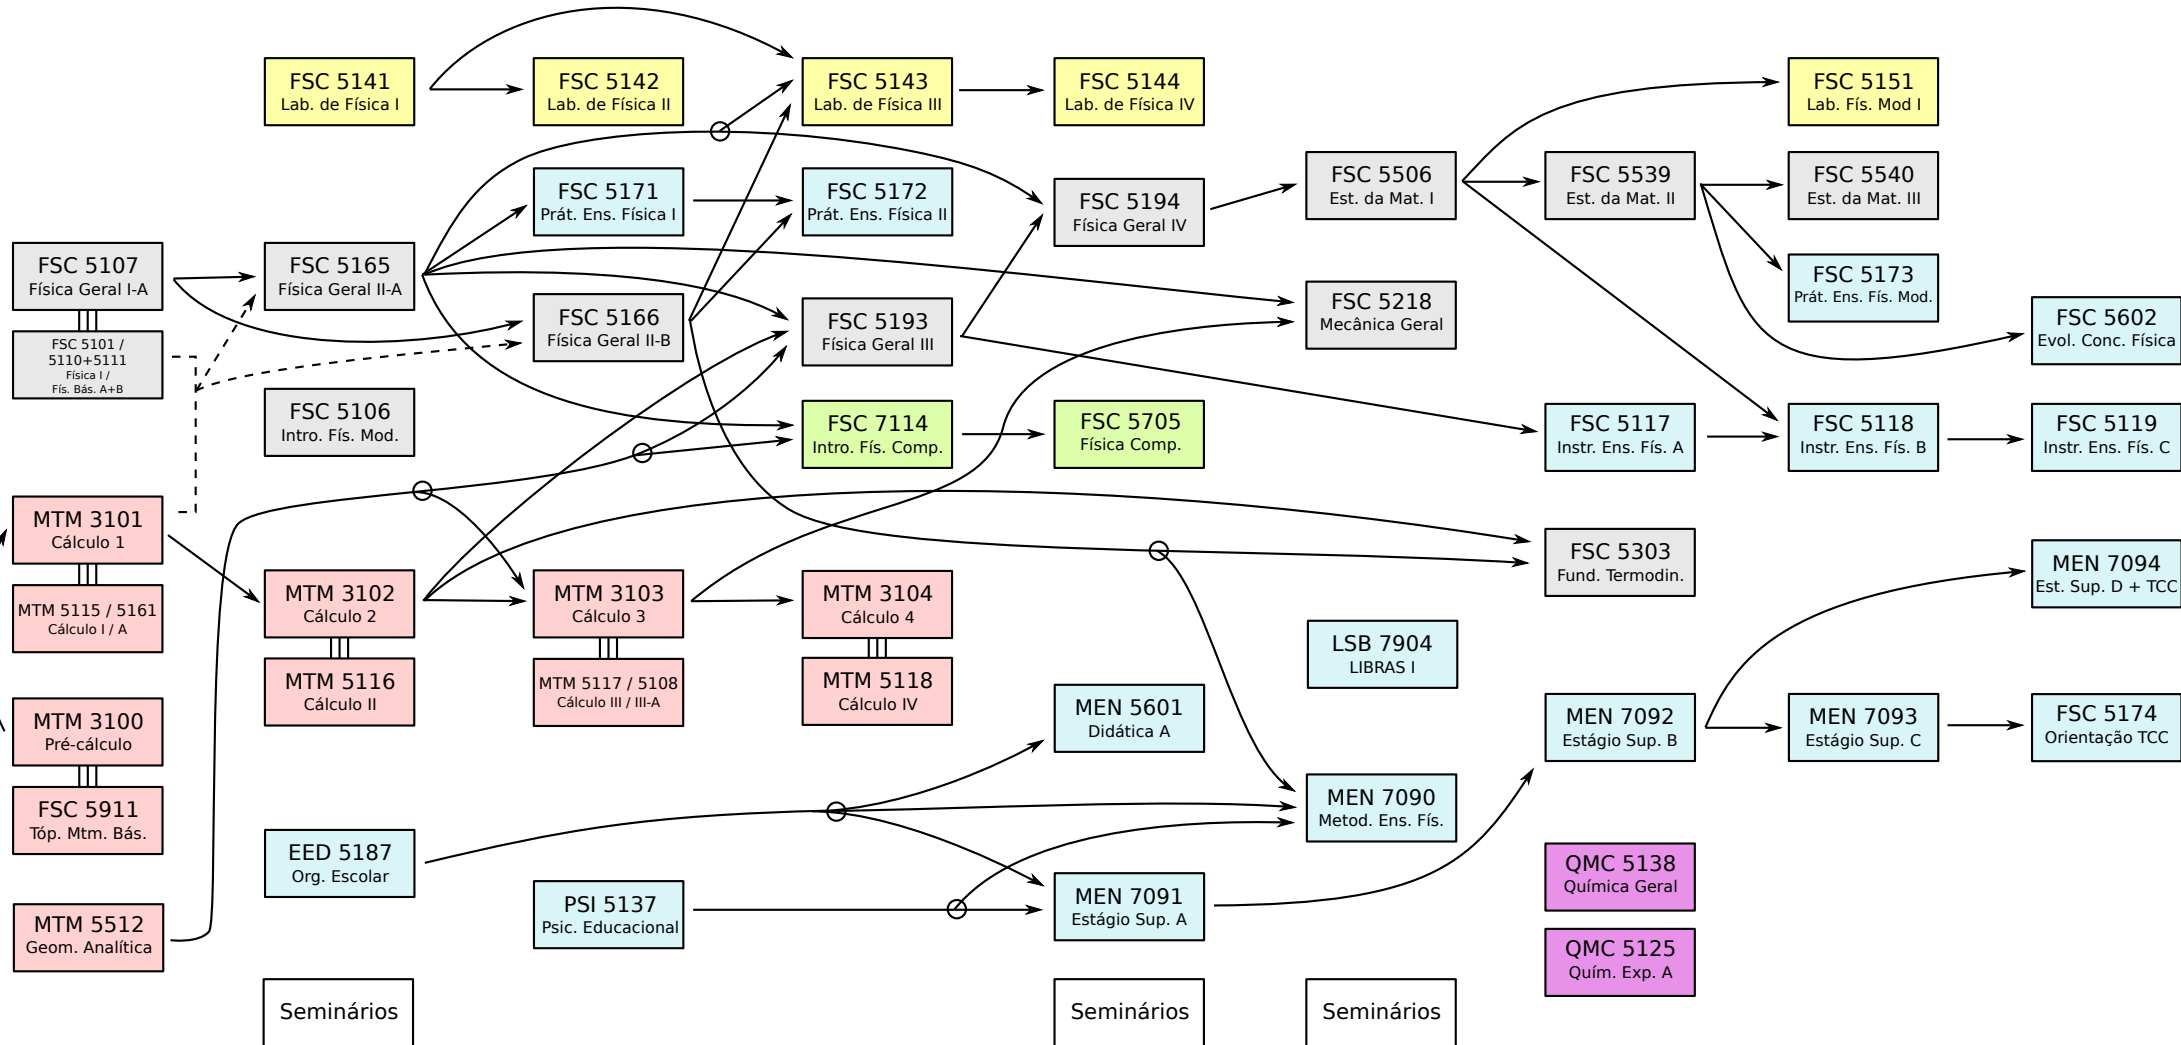 FSC 5141
Lab. de Física I
FSC 5142
Lab. de Física II
FSC 5143
Lab. de Física III
FSC 5144
Lab. de Física IV
FSC 5151
Lab. Fís. Mod I
FSC 5171
Prát. Ens. Física I
FSC 5172
Prát. Ens. Física II
FSC 5194
Física Geral IV
FSC 5506
Est. da Mat. I
FSC 5539
Est. da Mat. II
FSC 5540
Est. da Mat. III
FSC 5107
Física Geral I-A
FSC 5165
Física Geral II-A
FSC 5166
Física Geral II-B
FSC 5193
Física Geral III
FSC 5218
Mecânica Geral
FSC 5173
Prát. Ens. Fís. Mod.
FSC 5602
Evol. Conc. Física
FSC 5101 /
5110+5111
Física I /
Fís. Bás. A+B
FSC 5106
Intro. Fís. Mod.
FSC 7114
Intro. Fís. Comp.
FSC 5705
Física Comp.
FSC 5117
Instr. Ens. Fís. A
FSC 5118
Instr. Ens. Fís. B
FSC 5119
Instr. Ens. Fís. C
MTM 3101
Cálculo 1
MTM 5115 / 5161
Cálculo I / A
MTM 3102
Cálculo 2
MTM 3103
Cálculo 3
MTM 3104
Cálculo 4
FSC 5303
Fund. Termodin.
MEN 7094
Est. Sup. D + TCC
MTM 5116
Cálculo II
MTM 5117 / 5108
Cálculo III / III-A
MTM 5118
Cálculo IV
LSB 7904
LIBRAS I
MTM 3100
Pré-cálculo
MEN 5601
Didática A
MEN 7092
Estágio Sup. B
MEN 7093
Estágio Sup. C
FSC 5174
Orientação TCC
FSC 5911
Tóp. Mtm. Bás.
MEN 7090
Metod. Ens. Fís.
EED 5187
Org. Escolar
PSI 5137
Psic. Educacional
MEN 7091
Estágio Sup. A
QMC 5138
Química Geral
MTM 5512
Geom. Analítica
QMC 5125
Quím. Exp. A
Seminários
Seminários
Seminários